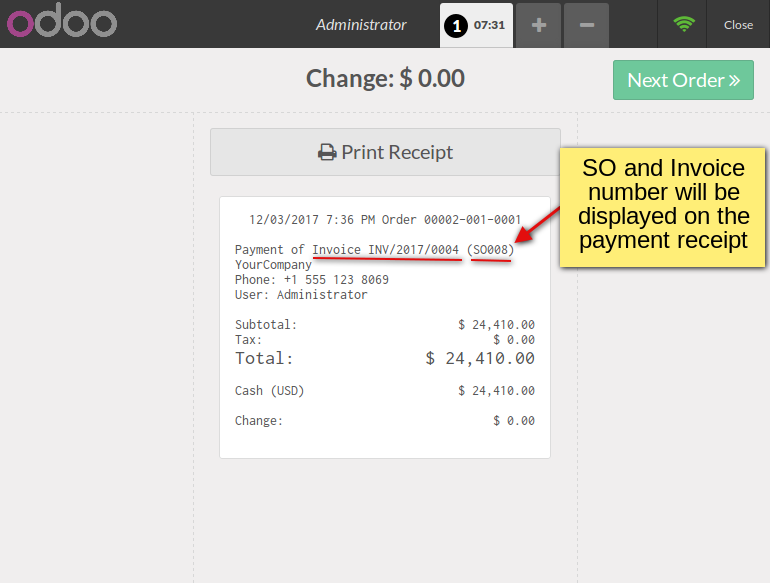 odoo
Administrator
1 07:31
+
−
Close
Change: $ 0.00
Next Order »
Print Receipt
SO and Invoice
number will be
displayed on the
payment receipt
12/03/2017 7:36 PM Order 00002-001-0001
Payment of Invoice INV/2017/0004 (SO008)
YourCompany
Phone: +1 555 123 8069
User: Administrator
Subtotal: $ 24,410.00
Tax: $ 0.00
Total: $ 24,410.00
Cash (USD) $ 24,410.00
Change: $ 0.00